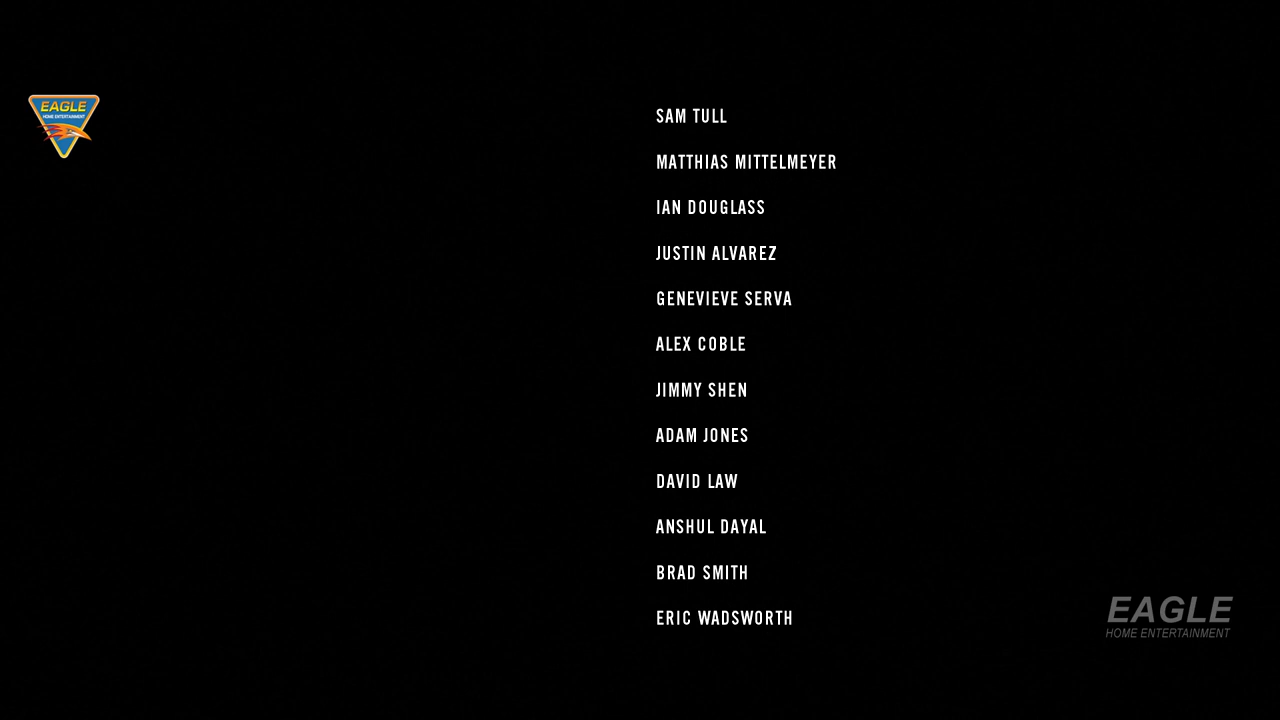 EAGLE
HOME ENTERTAINMENT
SAM TULL
MATTHIAS MITTELMEYER
IAN DOUGLASS
JUSTIN ALVAREZ
GENEVIEVE SERVA
ALEX COBLE
JIMMY SHEN
ADAM JONES
DAVID LAW
ANSHUL DAYAL
BRAD SMITH
ERIC WADSWORTH
EAGLE
HOME ENTERTAINMENT